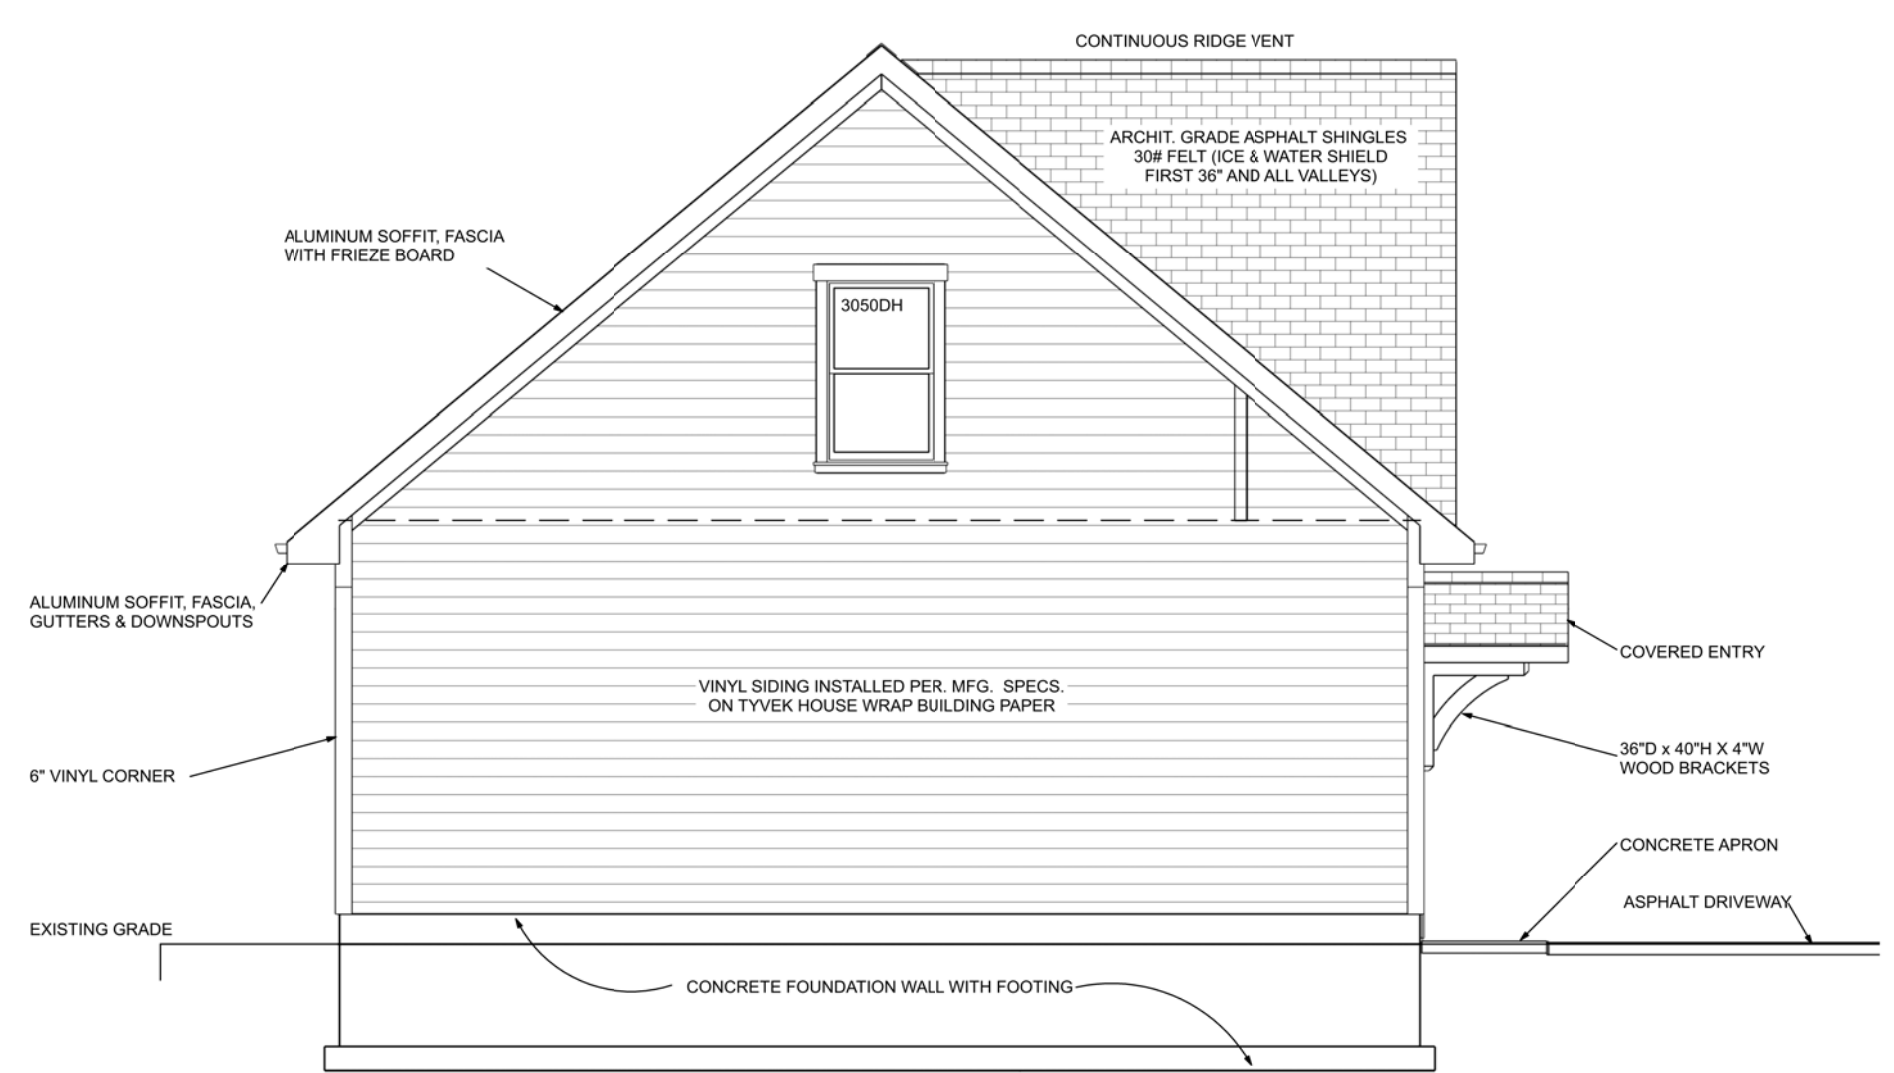 CONTINUOUS RIDGE VENT
ARCHIT. GRADE ASPHALT SHINGLES
30# FELT (ICE & WATER SHIELD
FIRST 36" AND ALL VALLEYS)
ALUMINUM SOFFIT, FASCIA
WITH FRIEZE BOARD
3050DH
ALUMINUM SOFFIT, FASCIA,
GUTTERS & DOWNSPOUTS
COVERED ENTRY
VINYL SIDING INSTALLED PER. MFG. SPECS.
ON TYVEK HOUSE WRAP BUILDING PAPER
36"D x 40"H X 4"W
WOOD BRACKETS
6" VINYL CORNER
CONCRETE APRON
ASPHALT DRIVEWAY
EXISTING GRADE
CONCRETE FOUNDATION WALL WITH FOOTING